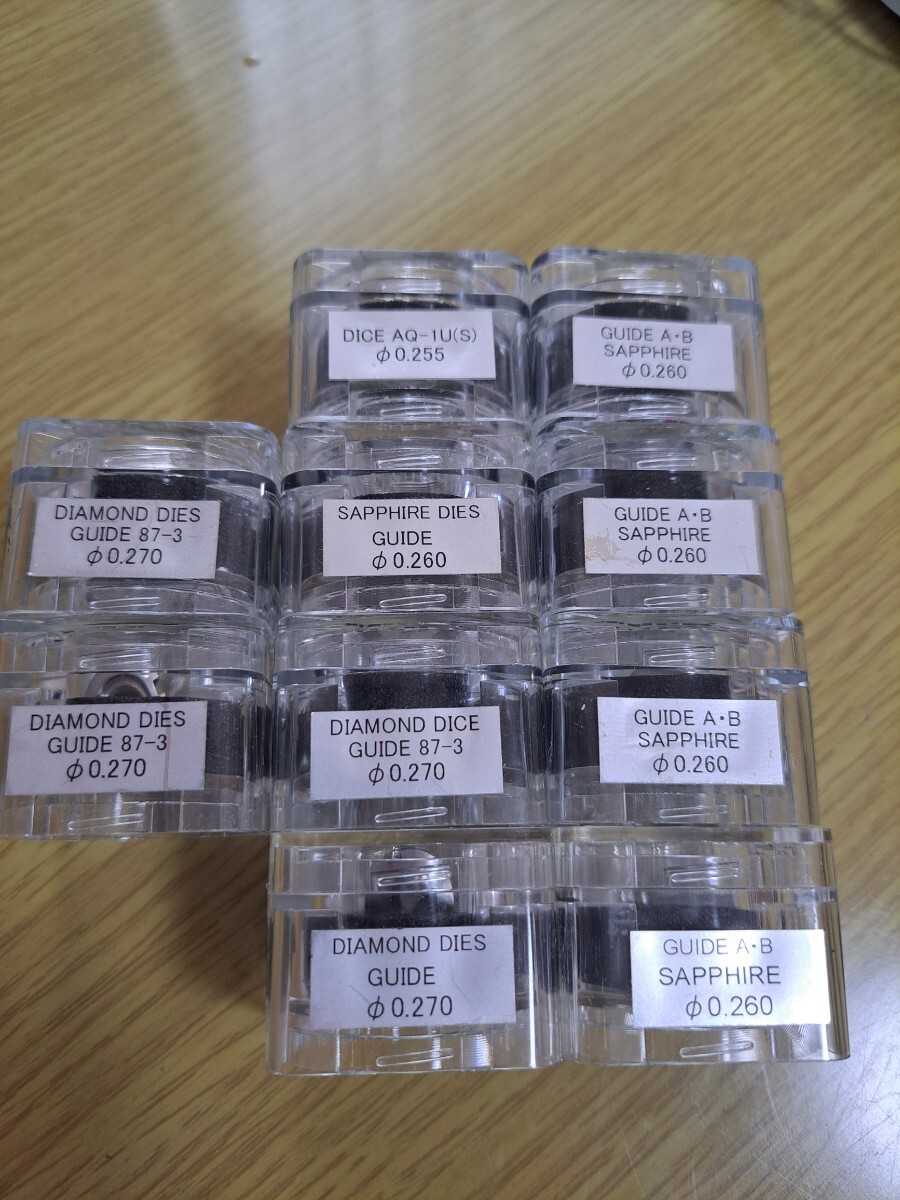 DICE AQ-1U(S)
φ0.255
GUIDE A・B
SAPPHIRE
φ0.260
DIAMOND DIES
GUIDE 87-3
φ0.270
SAPPHIRE DIES
GUIDE
φ0.260
GUIDE A・B
SAPPHIRE
φ0.260
DIAMOND DIES
GUIDE 87-3
φ0.270
DIAMOND DICE
GUIDE 87-3
φ0.270
GUIDE A・B
SAPPHIRE
φ0.260
DIAMOND DIES
GUIDE
φ0.270
GUIDE A・B
SAPPHIRE
φ0.260